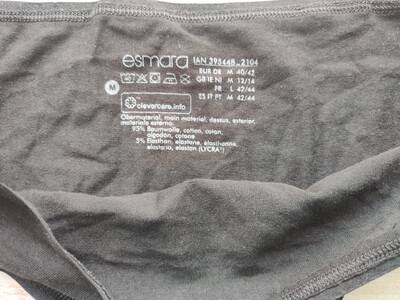 esmara IAN 395448_2104
EUR DE M 40/42
GB IE NI M 12/14
FR L 42/44
ES IT PT M 42/44
M
clevercare.info
Obermaterial, main material, dessus, exterior,
materiale esterno:
95% Baumwolle, cotton, coton,
algodón, cotone
5% Elasthan, elastane, élasthanne,
elastano, elastan (LYCRA®)